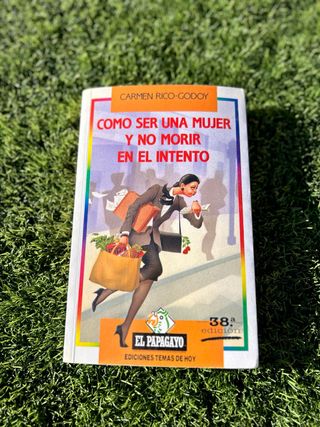 CARMEN RICO-GODOY
COMO SER UNA MUJER
Y NO MORIR
EN EL INTENTO
38.ª
edición
EL PAPAGAYO
EDICIONES TEMAS DE HOY